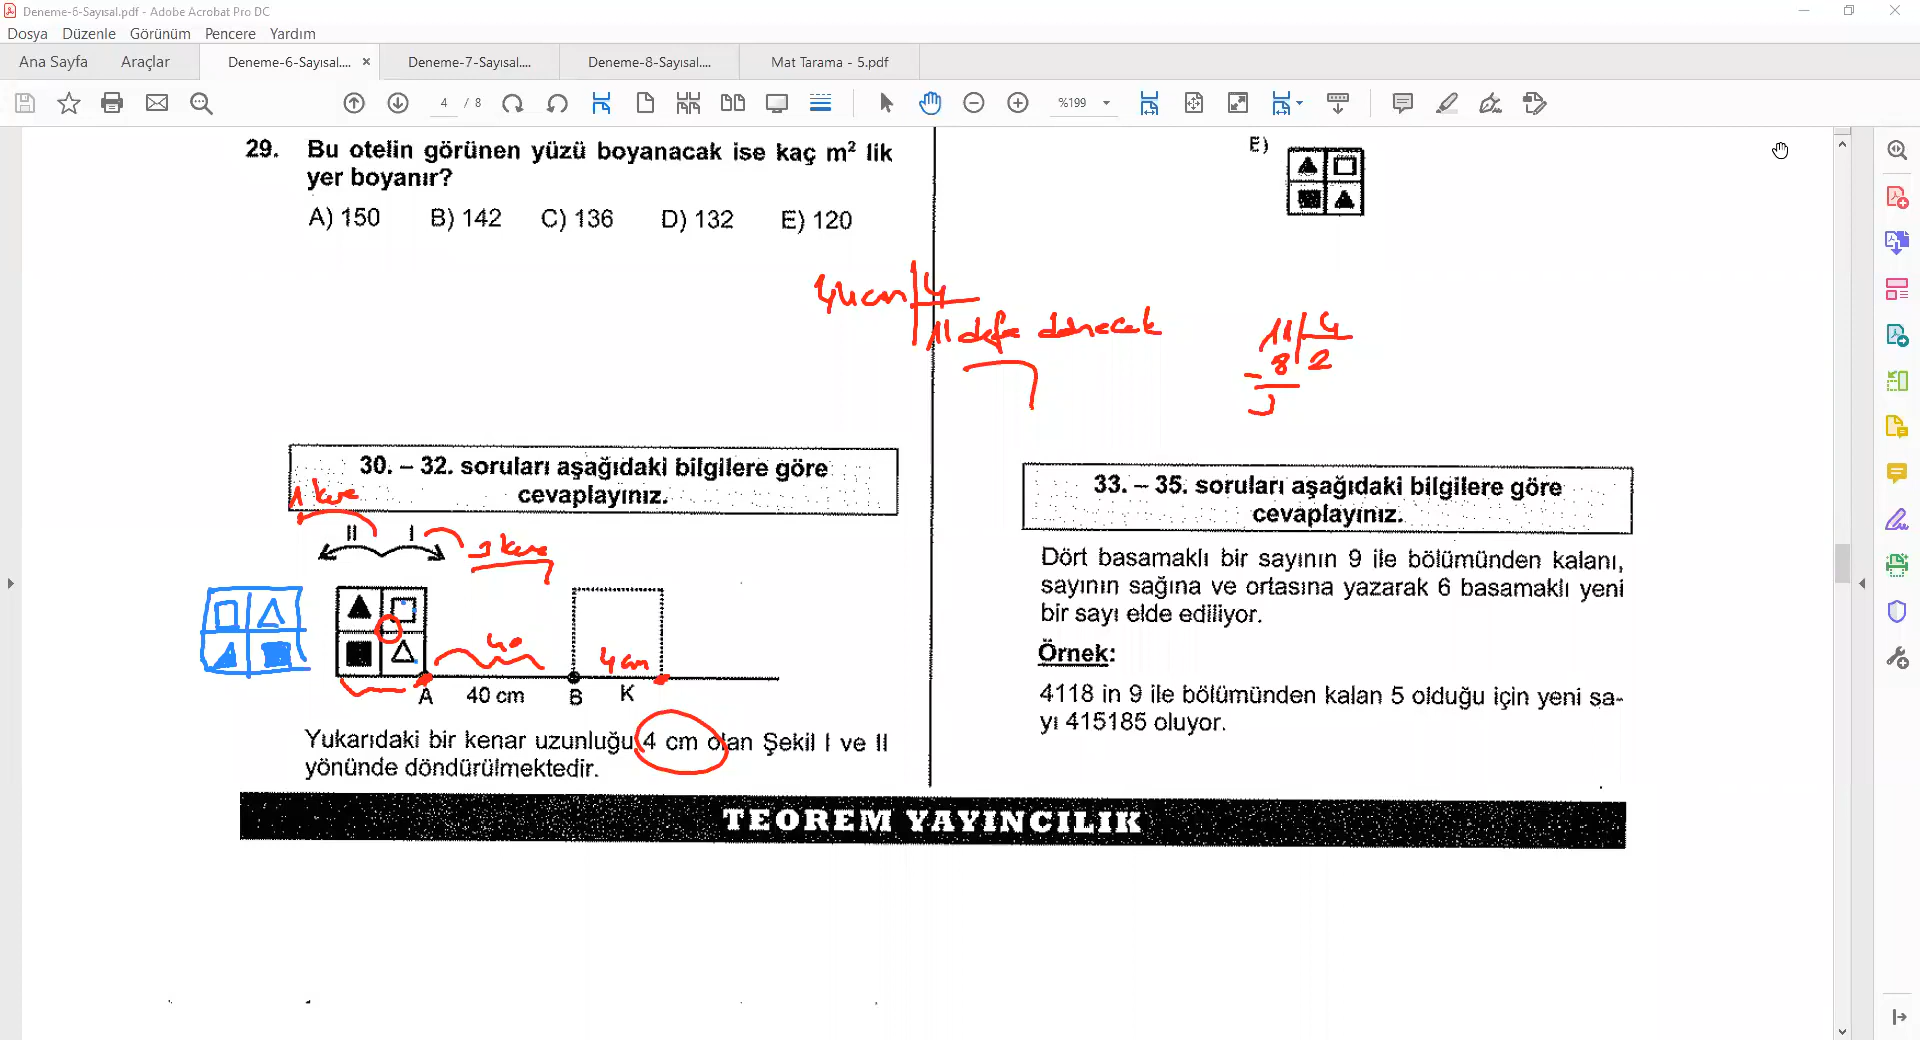 Deneme-6-Sayısal.pdf - Adobe Acrobat Pro DC
Dosya Düzenle Görünüm Pencere Yardım
Ana Sayfa Araçlar Deneme-6-Sayısal.... × Deneme-7-Sayısal.... Deneme-8-Sayısal.... Mat Tarama - 5.pdf
4 / 8 %199
29. Bu otelin görünen yüzü boyanacak ise kaç m² lik
yer boyanır?
A) 150 B) 142 C) 136 D) 132 E) 120
E)
44cm 4
11 defa dönecek
11 4
8 2
- 3
30. – 32. soruları aşağıdaki bilgilere göre
cevaplayınız.
1 kere
II I
1 kere
40
4 cm
A 40 cm B K
Yukarıdaki bir kenar uzunluğu 4 cm olan Şekil I ve II
yönünde döndürülmektedir.
33. – 35. soruları aşağıdaki bilgilere göre
cevaplayınız.
Dört basamaklı bir sayının 9 ile bölümünden kalanı,
sayının sağına ve ortasına yazarak 6 basamaklı yeni
bir sayı elde ediliyor.
Örnek:
4118 in 9 ile bölümünden kalan 5 olduğu için yeni sa-
yı 415185 oluyor.
TEOREM YAYINCILIK